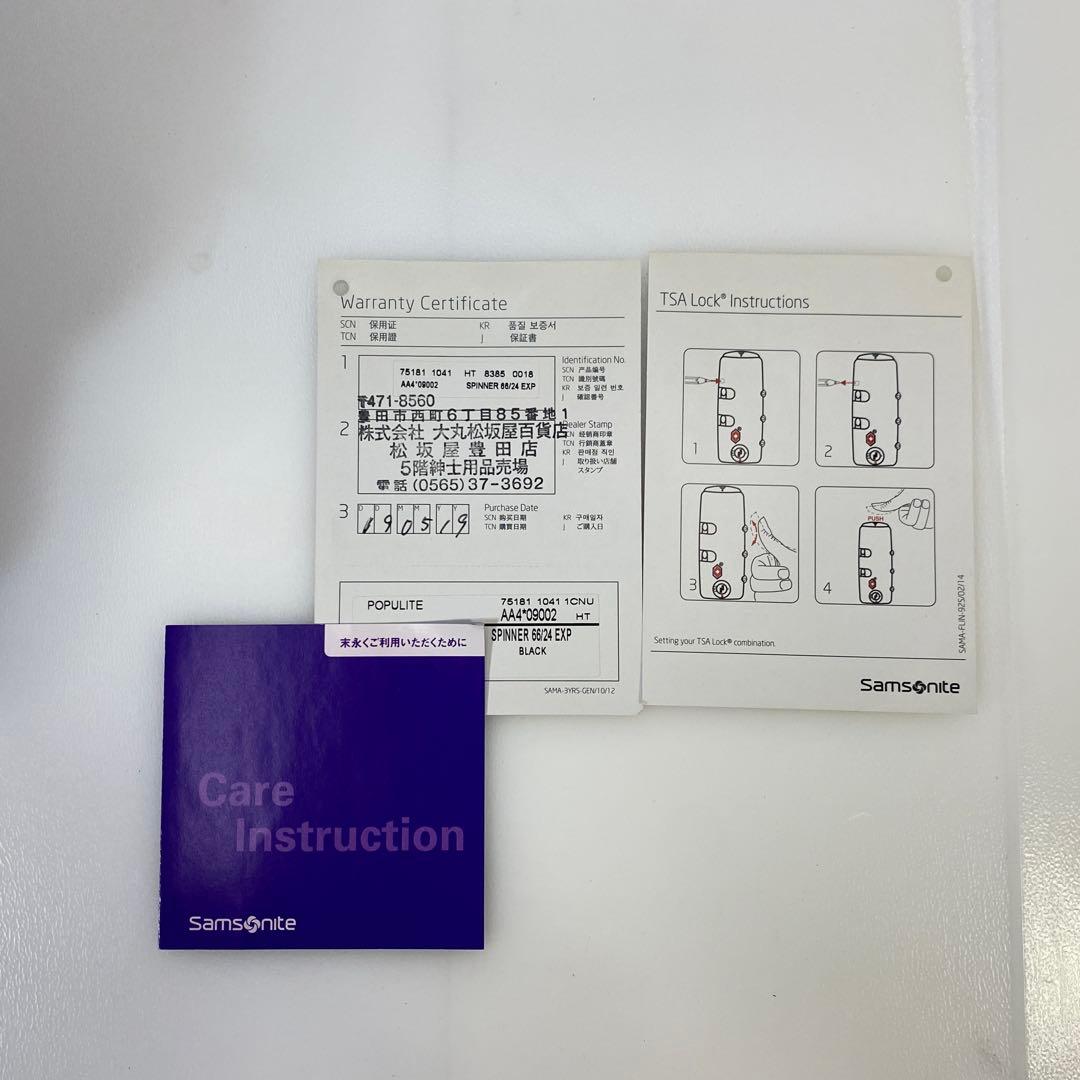 Warranty Certificate
SCN 保用证 KR 품질 보증서
TCN 保用證 J 保証書
1
75181 1041 HT 8385 0018
AA4*09002 SPINNER 66/24 EXP
Identification No.
SCN 产品编号
TCN 識別號碼
KR 보증 일련 번호
J 確認番号
〒471-8560
豊田市西町6丁目85番地1
2
株式会社 大丸松坂屋百貨店
松坂屋豊田店
5階紳士用品売場
電話(0565)37-3692
Dealer Stamp
SCN 经销商印章
TCN 行銷商蓋章
KR 판매점 직인
J 取り扱い店舗
スタンプ
3
D D M M Y Y
19 05 19
Purchase Date
SCN 购买日期 KR 구매일자
TCN 購買日期 J ご購入日
POPULITE 75181 1041 1CNU
AA4*09002 HT
SPINNER 66/24 EXP
BLACK
SAMA-3YRS-GEN/10/12
TSA Lock® Instructions
1
2
3
PUSH
4
Setting your TSA Lock® combination.
SAMA-FLIN-92S/02/14
Samsonite
末永くご利用いただくために
Care
Instruction
Samsonite